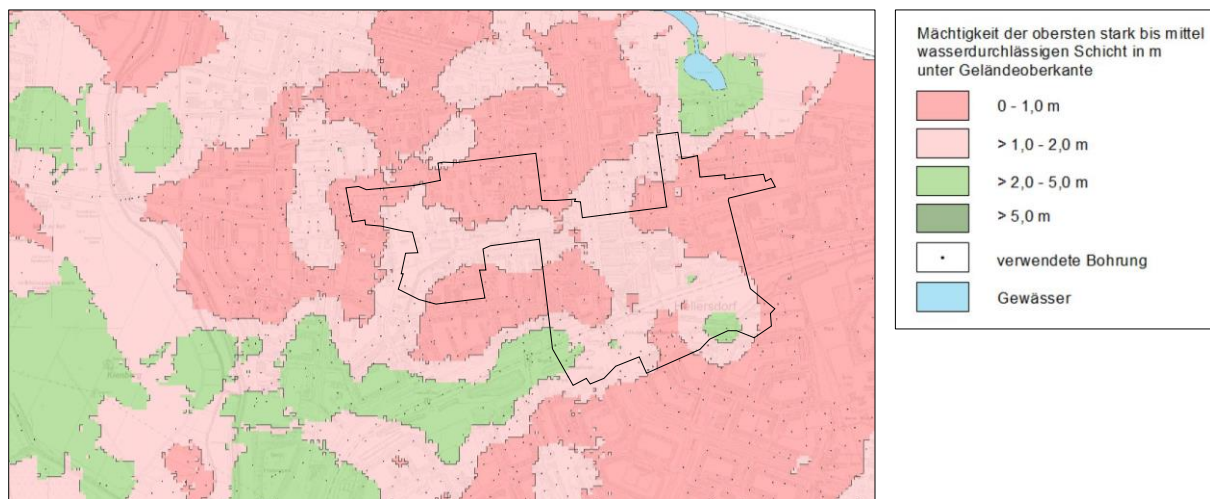 Mächtigkeit der obersten stark bis mittel
wasserdurchlässigen Schicht in m
unter Geländeoberkante
0 - 1,0 m
> 1,0 - 2,0 m
> 2,0 - 5,0 m
> 5,0 m
verwendete Bohrung
Gewässer
Hellersdorf